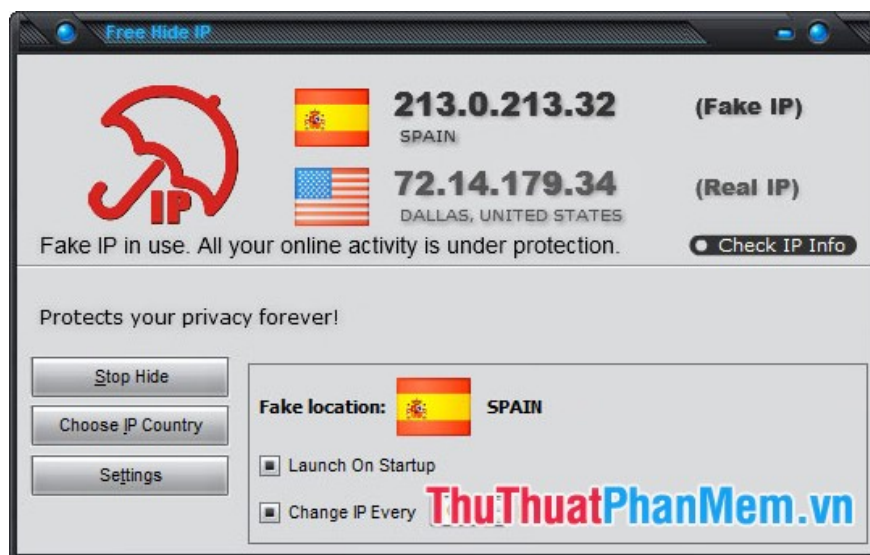 Free Hide IP
213.0.213.32 (Fake IP)
SPAIN
72.14.179.34 (Real IP)
DALLAS, UNITED STATES
IP
Fake IP in use. All your online activity is under protection.
Check IP Info
Protects your privacy forever!
Stop Hide
Choose IP Country
Settings
Fake location: SPAIN
Launch On Startup
Change IP Every
ThuThuatPhanMem.vn